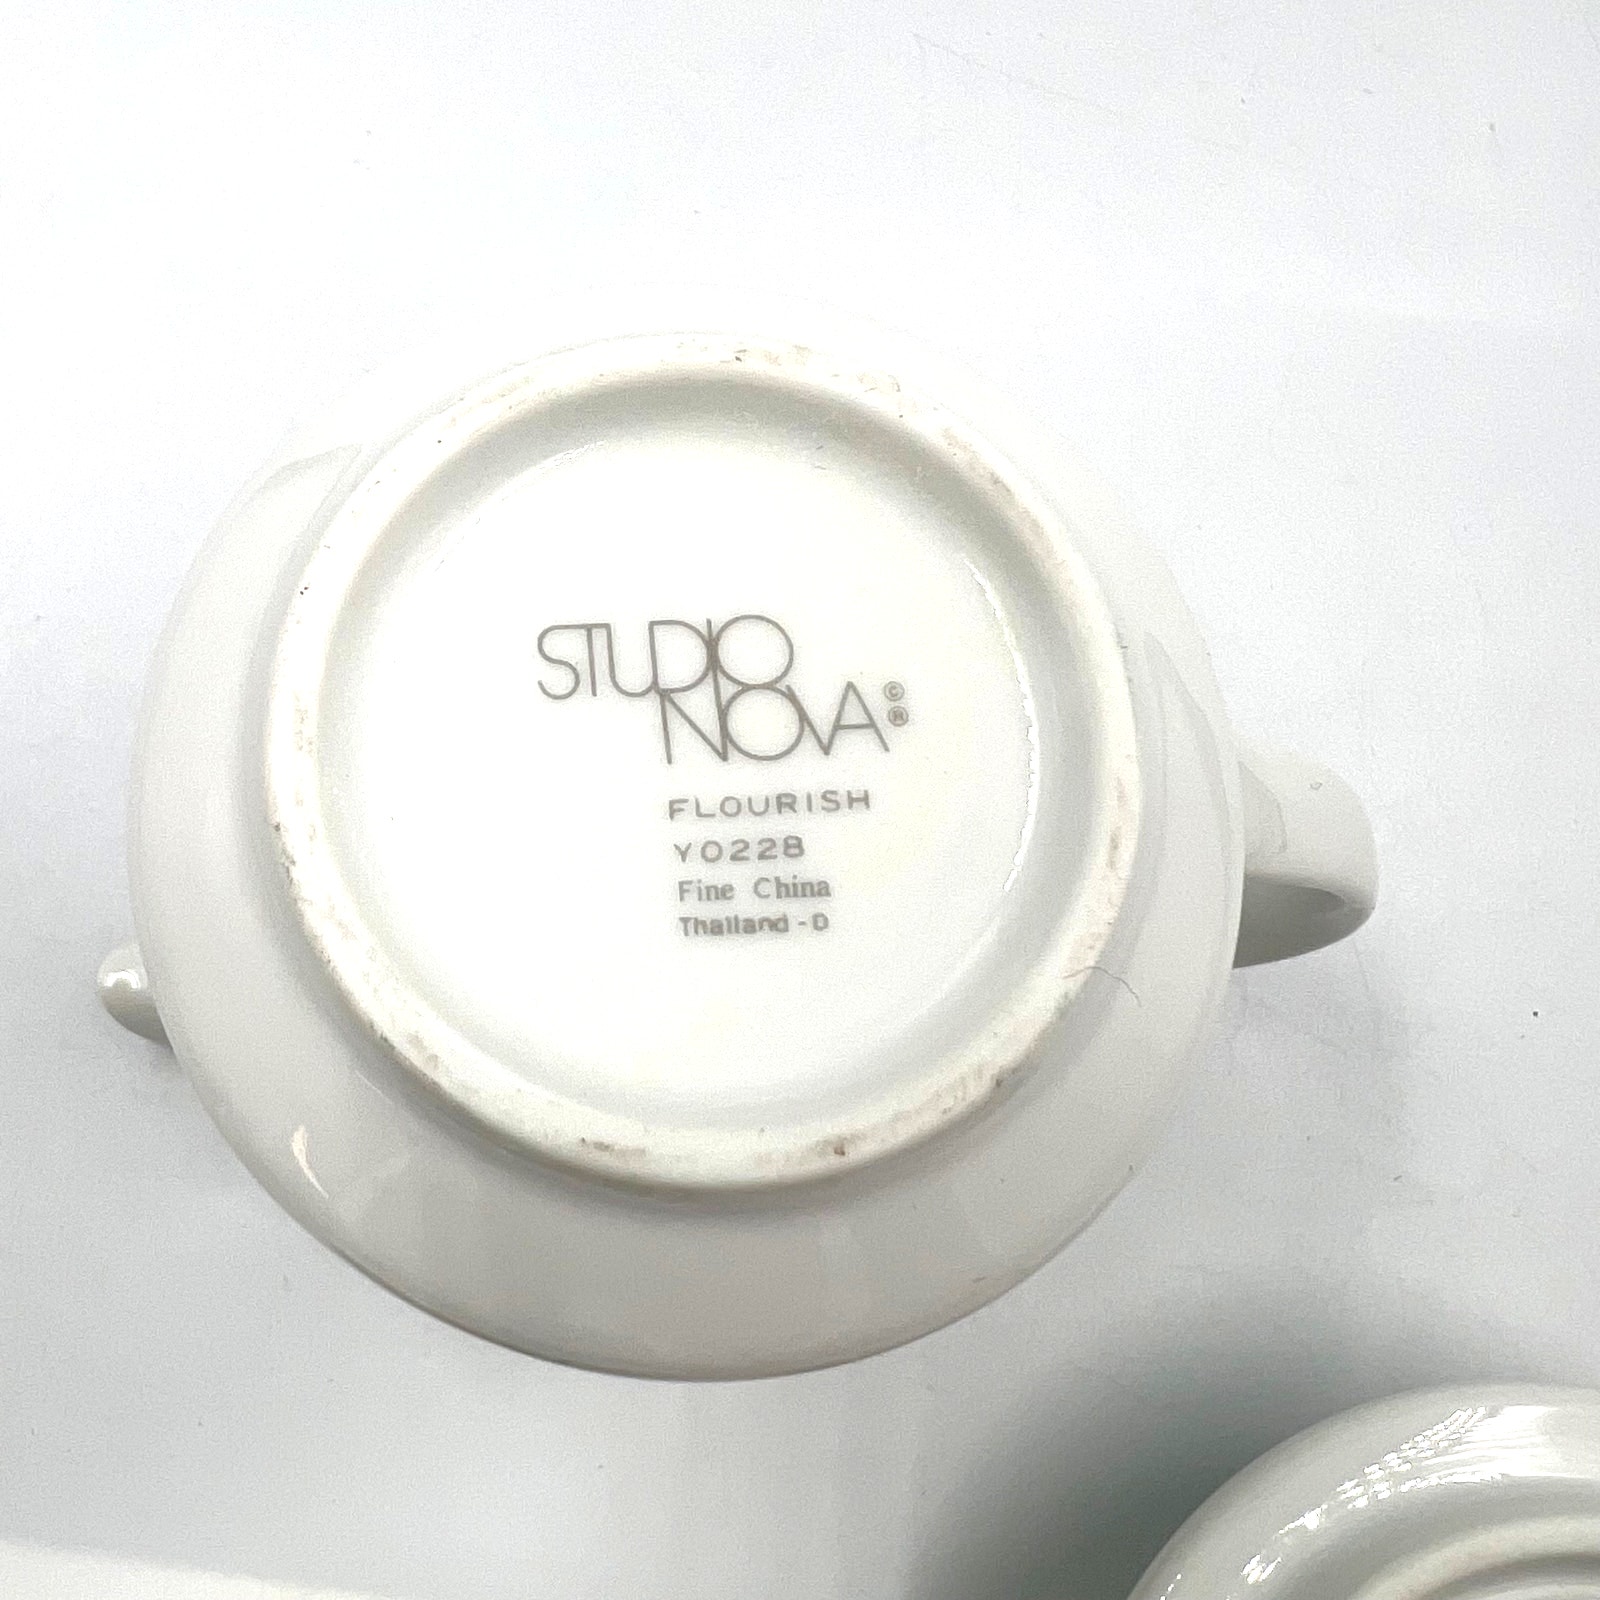 STUDIO
NOVA © ®
FLOURISH
Y0228
Fine China
Thailand - D